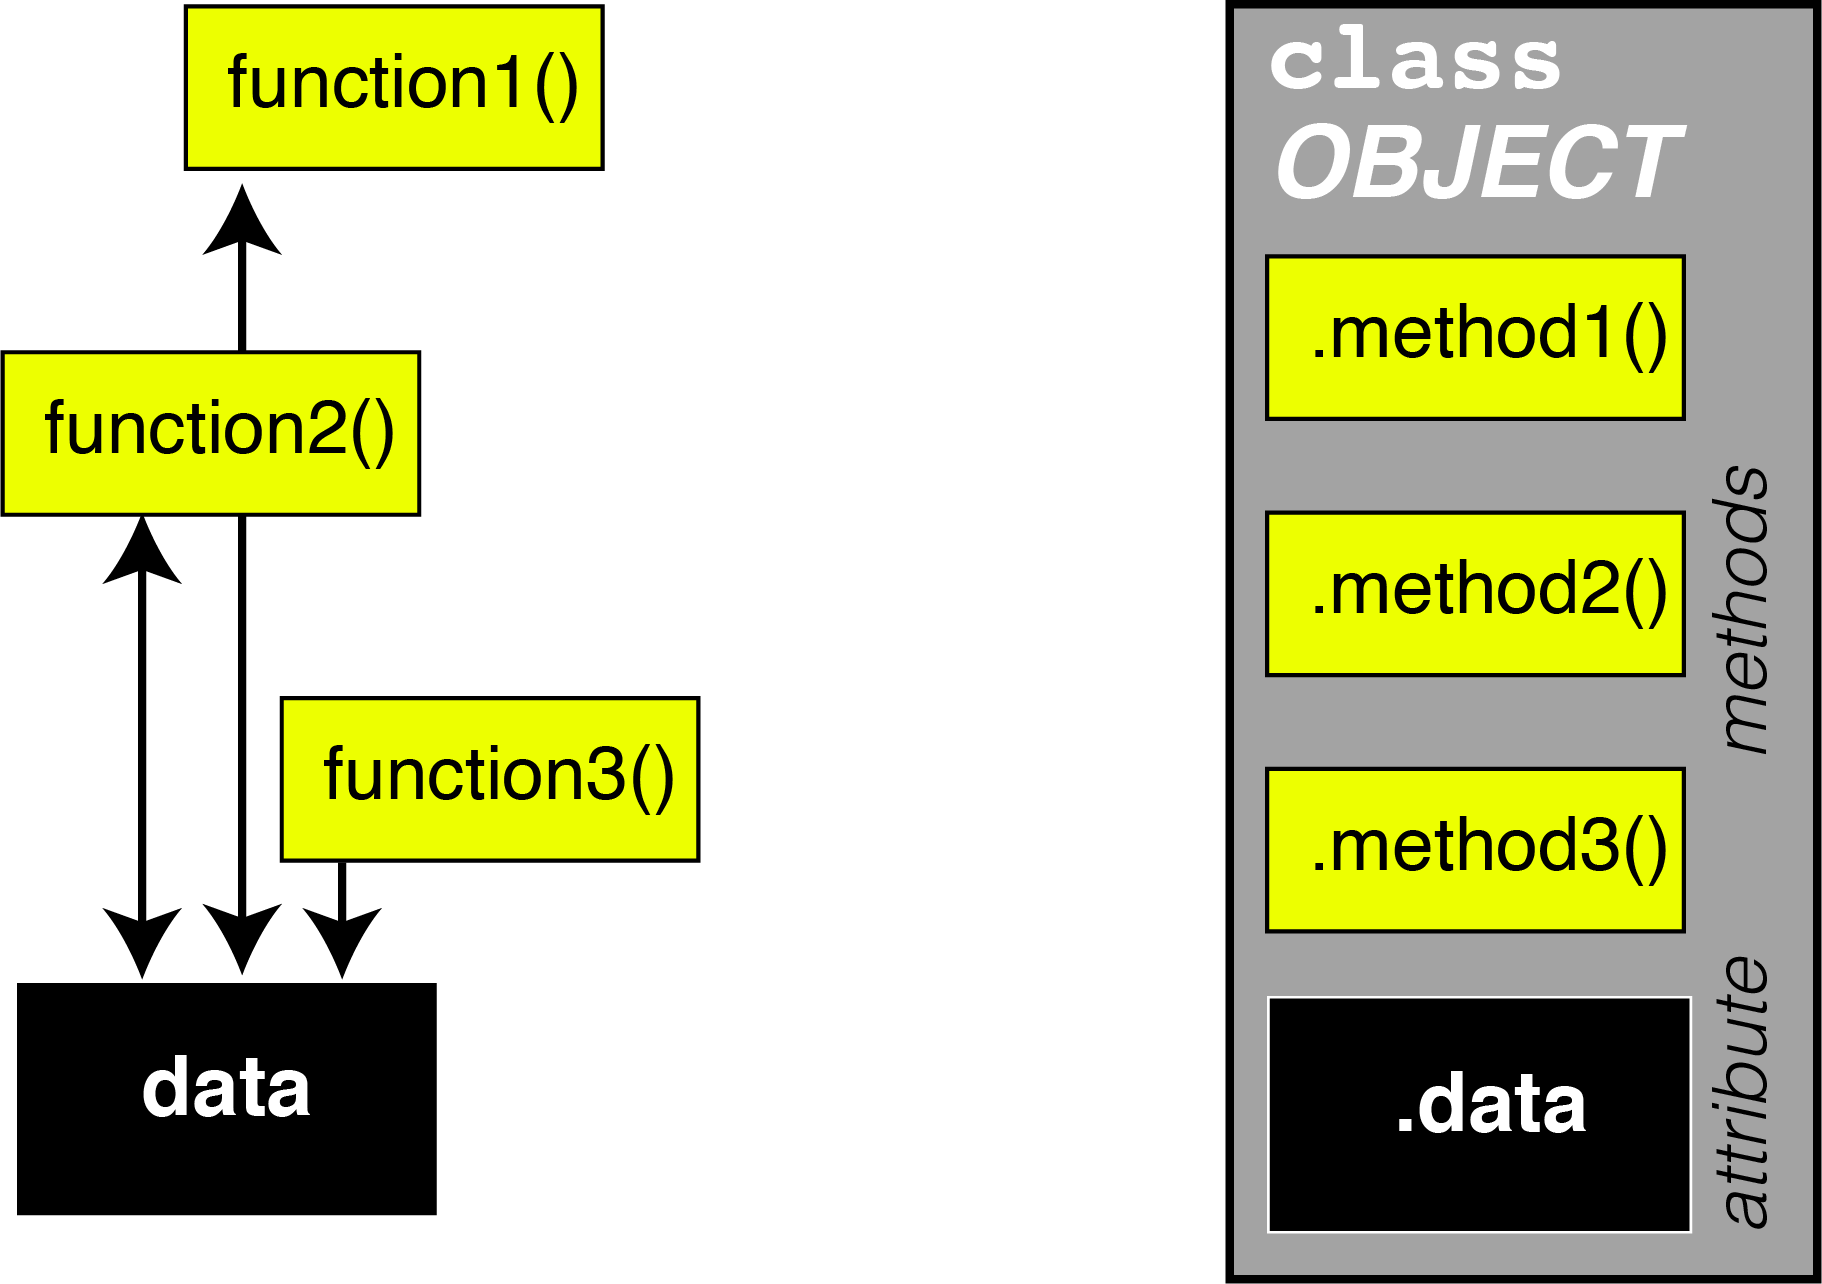 function1()
function2()
function3()
data
class
OBJECT
.method1()
.method2()
.method3()
methods
.data
attribute